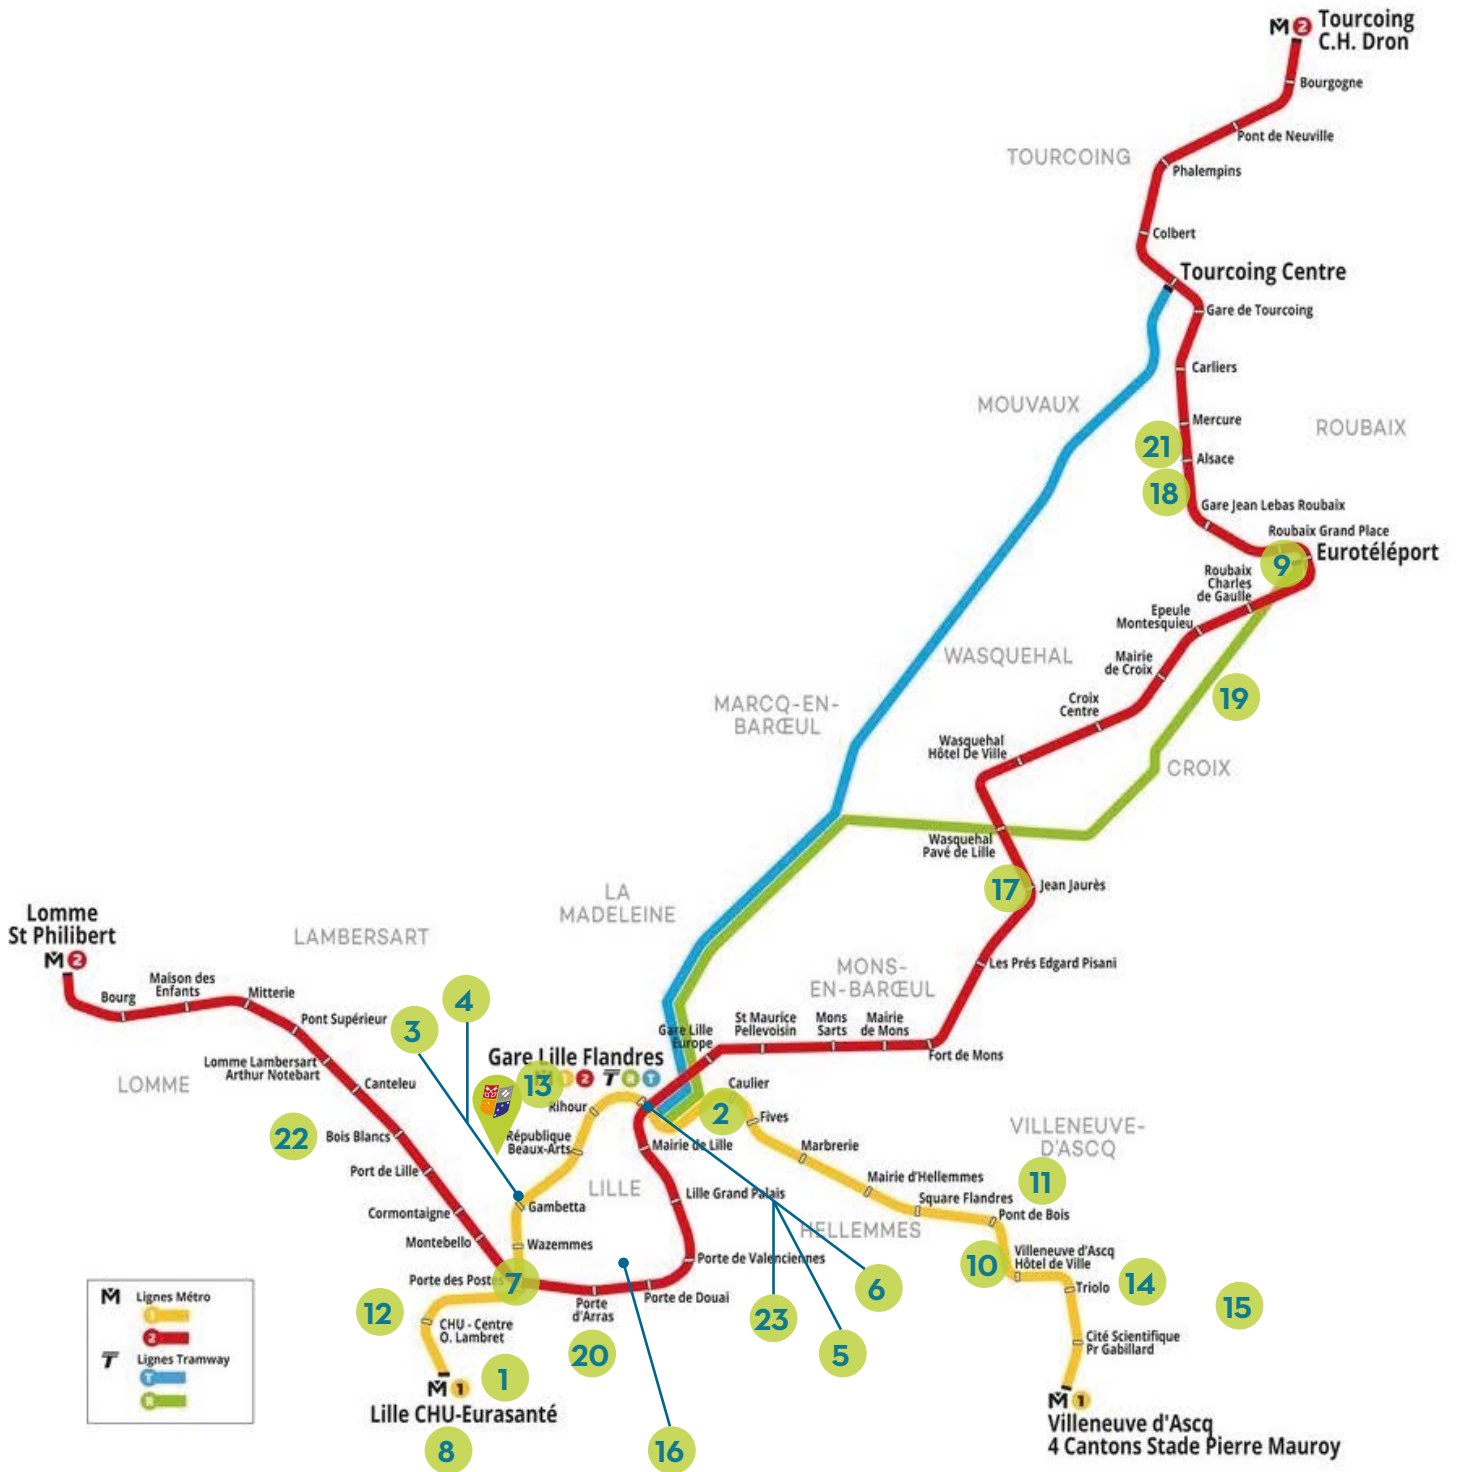 M 2 Tourcoing
C.H. Dron
Bourgogne
Pont de Neuville
TOURCOING
Phalempins
Colbert
Tourcoing Centre
Gare de Tourcoing
Carliers
MOUVAUX
Mercure
ROUBAIX
21
Alsace
18
Gare Jean Lebas Roubaix
Roubaix Grand Place
Eurotéléport
9
Roubaix
Charles
de Gaulle
Epeule
Montesquieu
WASQUEHAL
Mairie
de Croix
19
Croix
Centre
MARCQ-EN-
BARŒUL
Wasquehal
Hôtel De Ville
CROIX
Wasquehal
Pavé de Lille
17
Jean Jaurès
LA
MADELEINE
Lomme
St Philibert
M 2
LAMBERSART
Les Prés Edgard Pisani
MONS-
EN-BARŒUL
Bourg
Maison des
Enfants
Mitterie
Pont Supérieur
4
3
St Maurice
Pellevoisin
Mons
Sarts
Mairie
de Mons
Fort de Mons
Gare Lille
Europe
Gare Lille Flandres
M 1 2 T R T
13
Lomme Lambersart
Arthur Notebart
LOMME
Canteleu
Rihour
Caulier
2
Fives
22
Bois Blancs
République
Beaux-Arts
Mairie de Lille
Marbrerie
VILLENEUVE-
D'ASCQ
11
Port de Lille
LILLE
Lille Grand Palais
Mairie d'Hellemmes
Square Flandres
Pont de Bois
Cormontaigne
Gambetta
HELLEMMES
Montebello
Wazemmes
Porte de Valenciennes
10
Villeneuve d'Ascq
Hôtel de Ville
Porte des Postes
7
6
Triolo
14
15
12
Porte
d'Arras
Porte de Douai
23
CHU - Centre
O. Lambret
20
5
Cité Scientifique
Pr Gabillard
1
M 1
Lille CHU-Eurasanté
8
16
M 1
Villeneuve d'Ascq
4 Cantons Stade Pierre Mauroy
M Lignes Métro
1
2
T Lignes Tramway
T
R